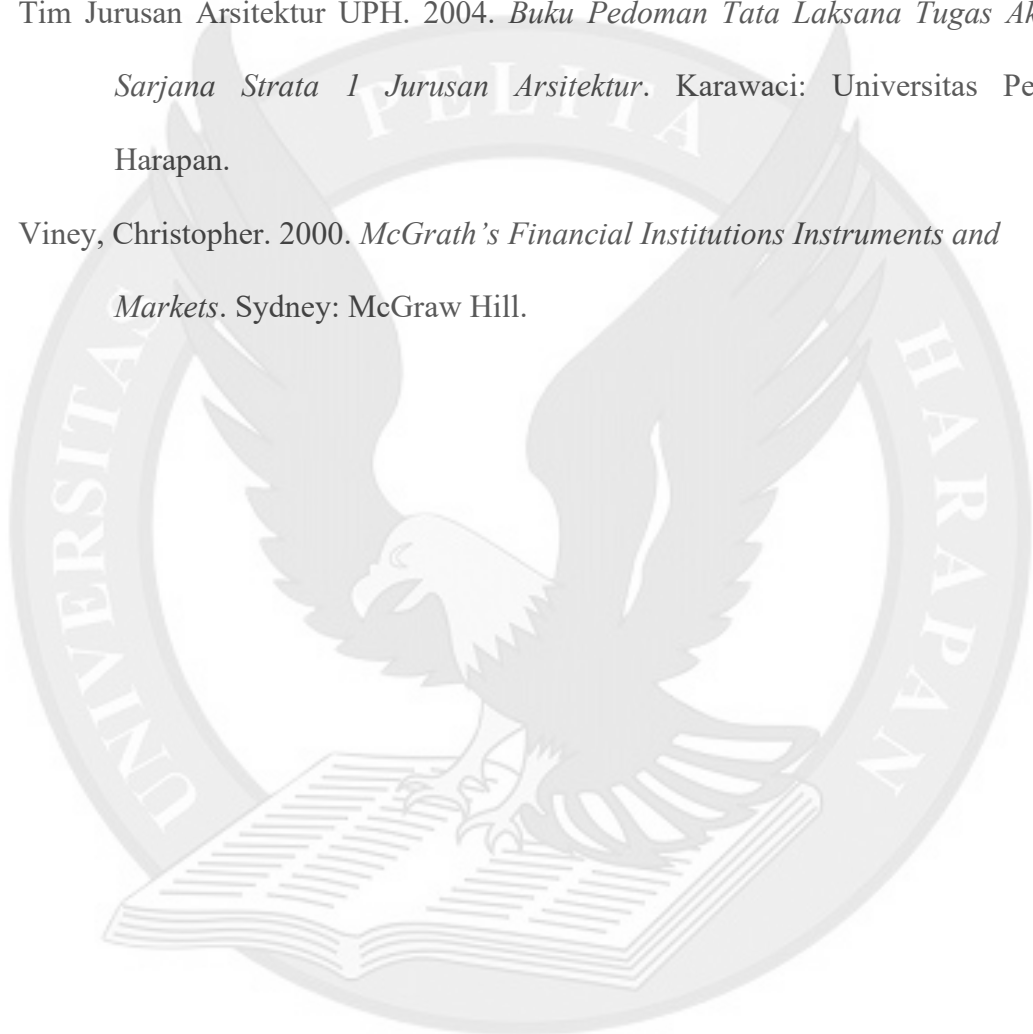 Tim Jurusan Arsitektur UPH. 2004. Buku Pedoman Tata Laksana Tugas Ak
Sarjana Strata 1 Jurusan Arsitektur. Karawaci: Universitas Pe
Harapan.
Viney, Christopher. 2000. McGrath’s Financial Institutions Instruments and
Markets. Sydney: McGraw Hill.
UNIVERSITAS PELITA HARAPAN